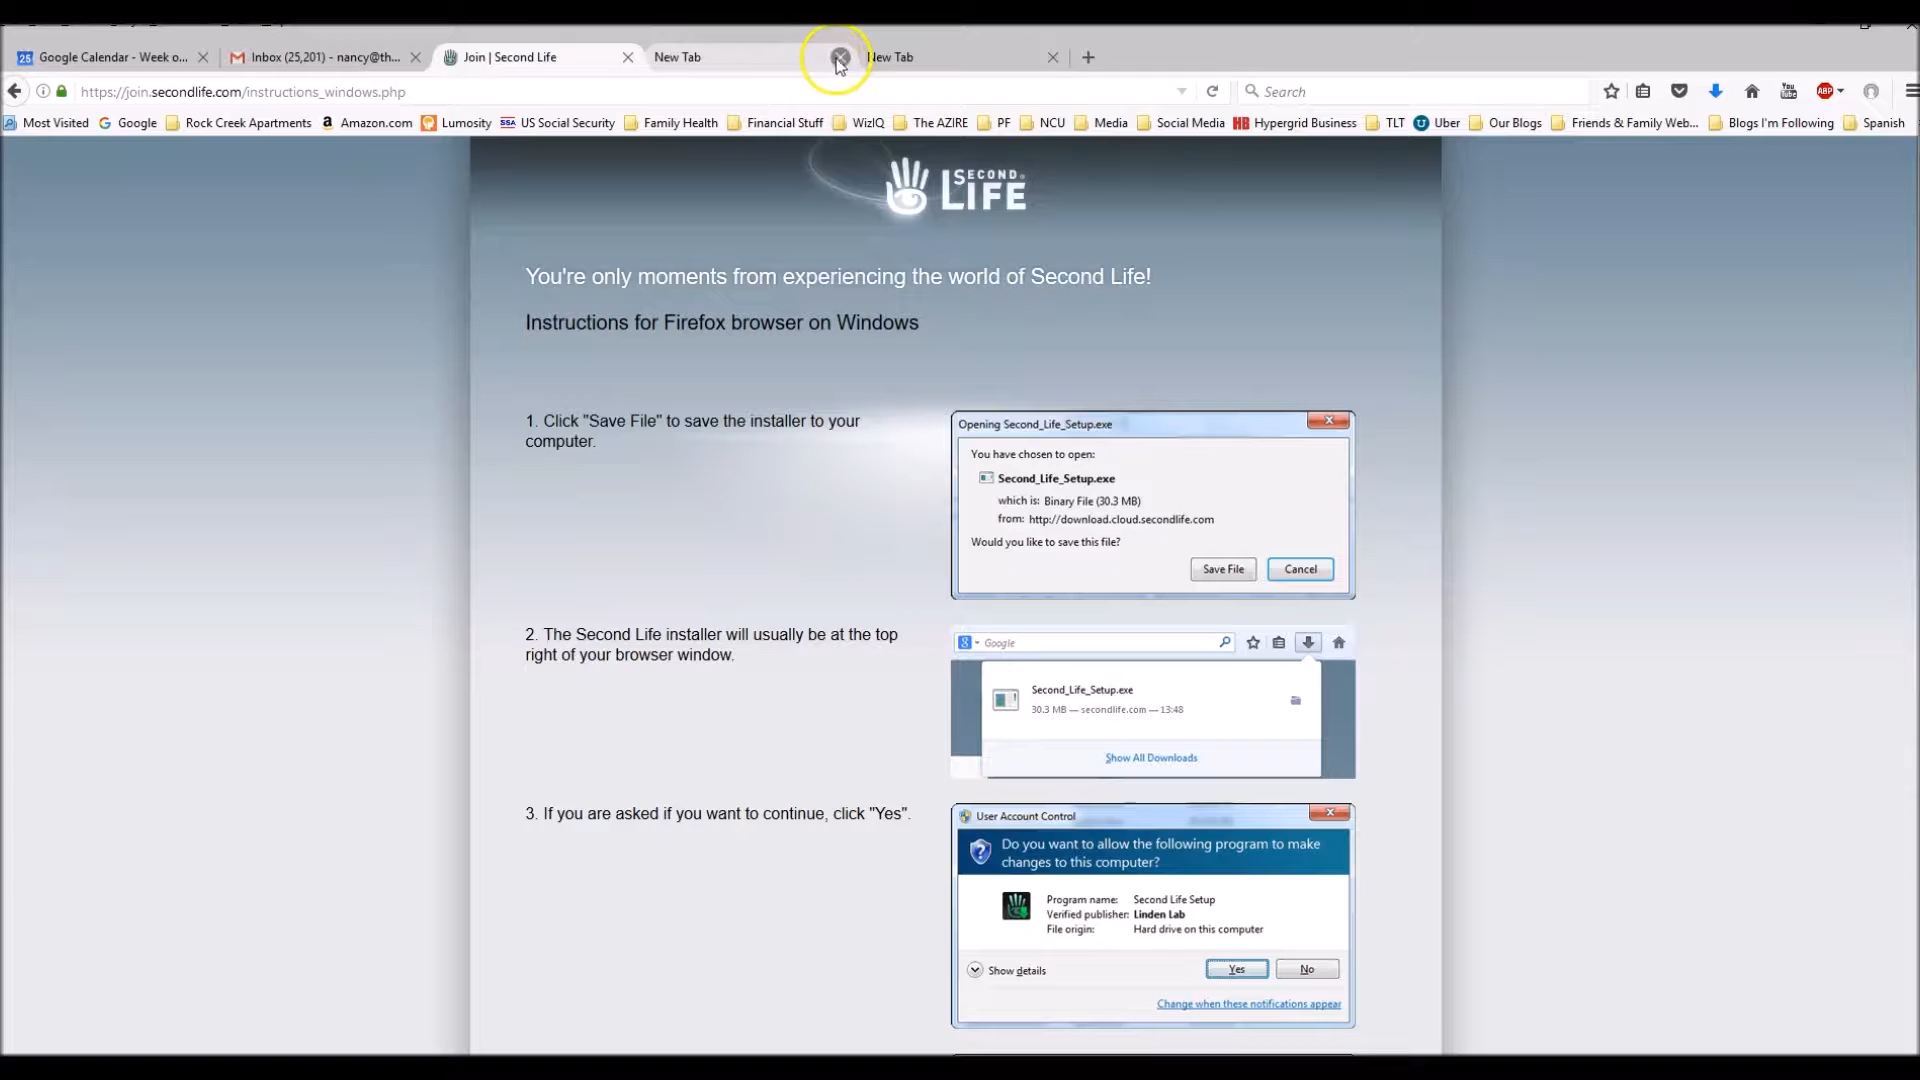 25 Google Calendar - Week o... Inbox (25,201) - nancy@th... Join | Second Life New Tab New Tab
https://join.secondlife.com/instructions_windows.php Search You Tube ABP
Most Visited Google Rock Creek Apartments Amazon.com Lumosity SSA US Social Security Family Health Financial Stuff WizIQ The AZIRE PF NCU Media Social Media HB Hypergrid Business TLT Uber Our Blogs Friends & Family Web... Blogs I'm Following Spanish
SECOND
LIFE
You're only moments from experiencing the world of Second Life!
Instructions for Firefox browser on Windows
1. Click "Save File" to save the installer to your
computer.
Opening Second_Life_Setup.exe
You have chosen to open:
Second_Life_Setup.exe
which is: Binary File (30.3 MB)
from: http://download.cloud.secondlife.com
Would you like to save this file?
Save File Cancel
2. The Second Life installer will usually be at the top
right of your browser window.
8 Google
Second_Life_Setup.exe
30.3 MB — secondlife.com — 13:48
Show All Downloads
3. If you are asked if you want to continue, click "Yes".
User Account Control
Do you want to allow the following program to make
changes to this computer?
Program name: Second Life Setup
Verified publisher: Linden Lab
File origin: Hard drive on this computer
Show details Yes No
Change when these notifications appear